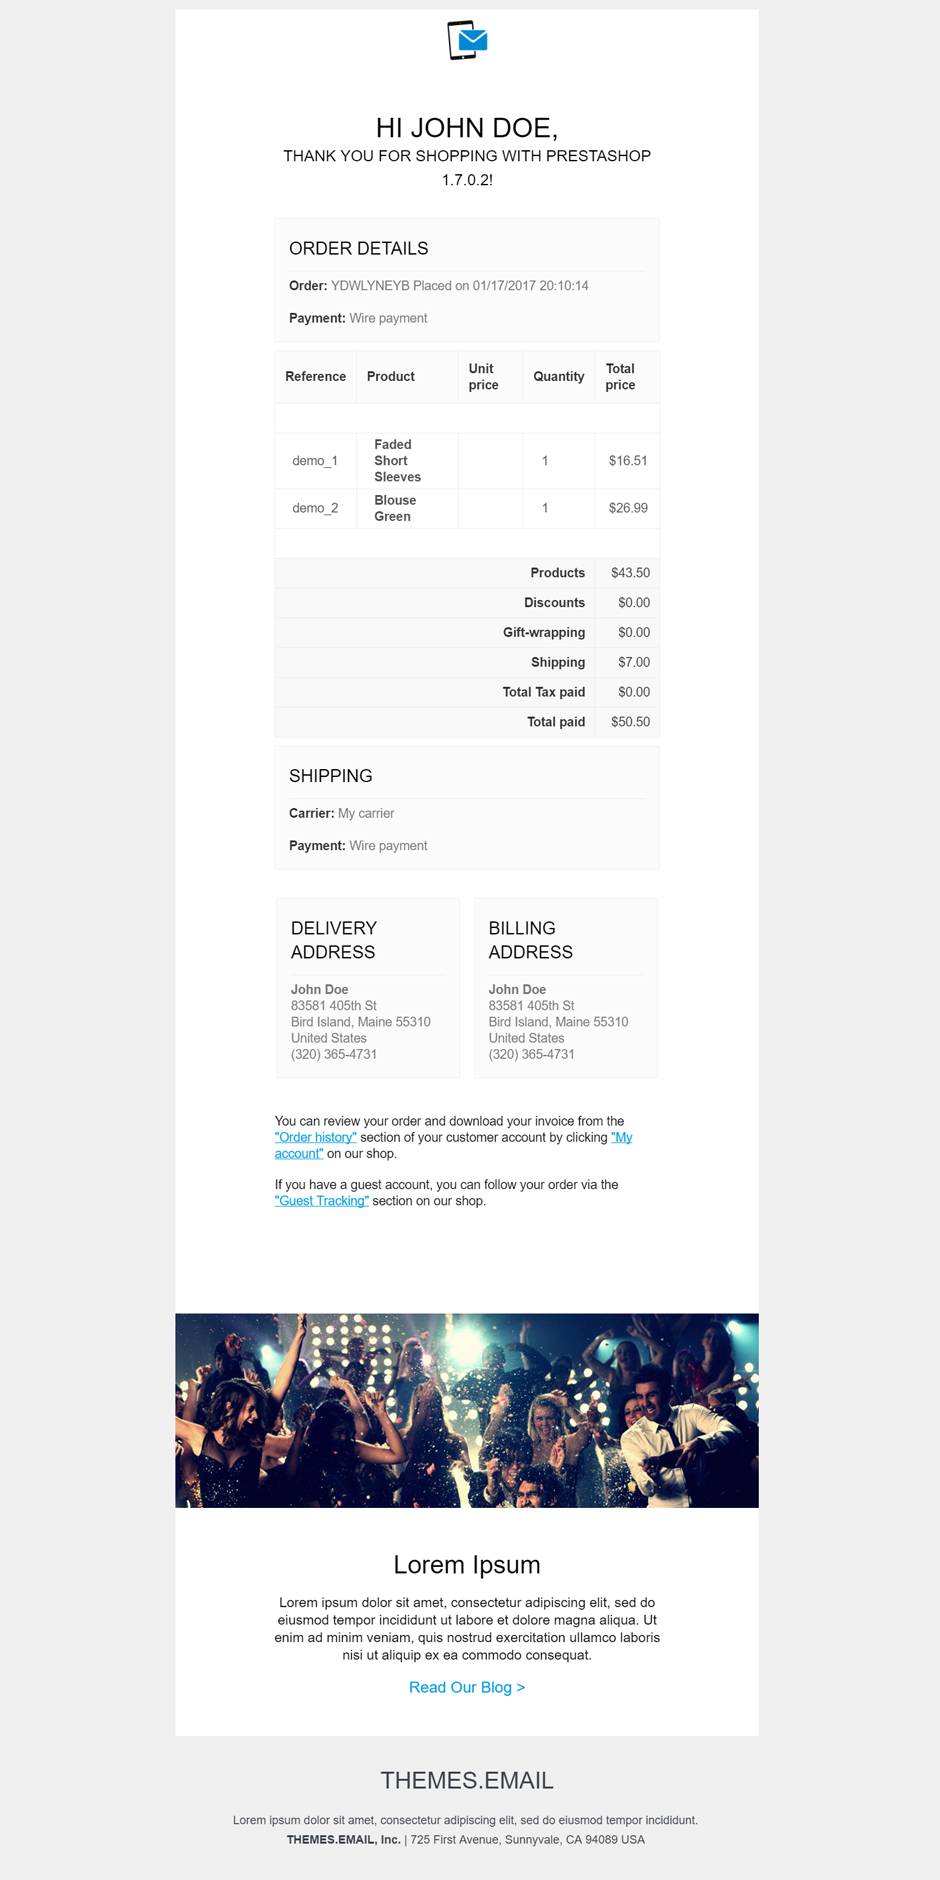 HI JOHN DOE,
THANK YOU FOR SHOPPING WITH PRESTASHOP
1.7.0.2!
ORDER DETAILS
Order: YDWLYNEYB Placed on 01/17/2017 20:10:14
Payment: Wire payment
Reference Product Unit price Quantity Total price
demo_1 Faded Short Sleeves 1 $16.51
demo_2 Blouse Green 1 $26.99
Products $43.50
Discounts $0.00
Gift-wrapping $0.00
Shipping $7.00
Total Tax paid $0.00
Total paid $50.50
SHIPPING
Carrier: My carrier
Payment: Wire payment
DELIVERY
ADDRESS
John Doe
83581 405th St
Bird Island, Maine 55310
United States
(320) 365-4731
BILLING
ADDRESS
John Doe
83581 405th St
Bird Island, Maine 55310
United States
(320) 365-4731
You can review your order and download your invoice from the
"Order history" section of your customer account by clicking "My
account" on our shop.
If you have a guest account, you can follow your order via the
"Guest Tracking" section on our shop.
Lorem Ipsum
Lorem ipsum dolor sit amet, consectetur adipiscing elit, sed do
eiusmod tempor incididunt ut labore et dolore magna aliqua. Ut
enim ad minim veniam, quis nostrud exercitation ullamco laboris
nisi ut aliquip ex ea commodo consequat.
Read Our Blog >
THEMES.EMAIL
Lorem ipsum dolor sit amet, consectetur adipiscing elit, sed do eiusmod tempor incididunt.
THEMES.EMAIL, Inc. | 725 First Avenue, Sunnyvale, CA 94089 USA